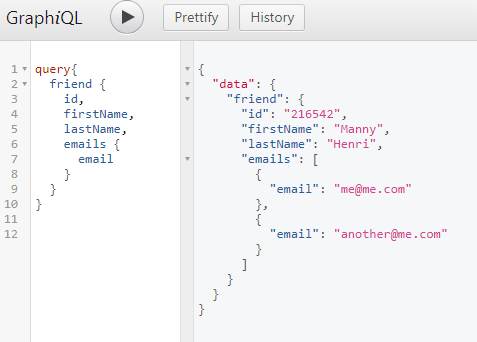 GraphiQL Prettify History
1 query{
2   friend {
3     id,
4     firstName,
5     lastName,
6     emails {
7       email
8     }
9   }
10 }
11
12
{
  "data": {
    "friend": {
      "id": "216542",
      "firstName": "Manny",
      "lastName": "Henri",
      "emails": [
        {
          "email": "me@me.com"
        },
        {
          "email": "another@me.com"
        }
      ]
    }
  }
}